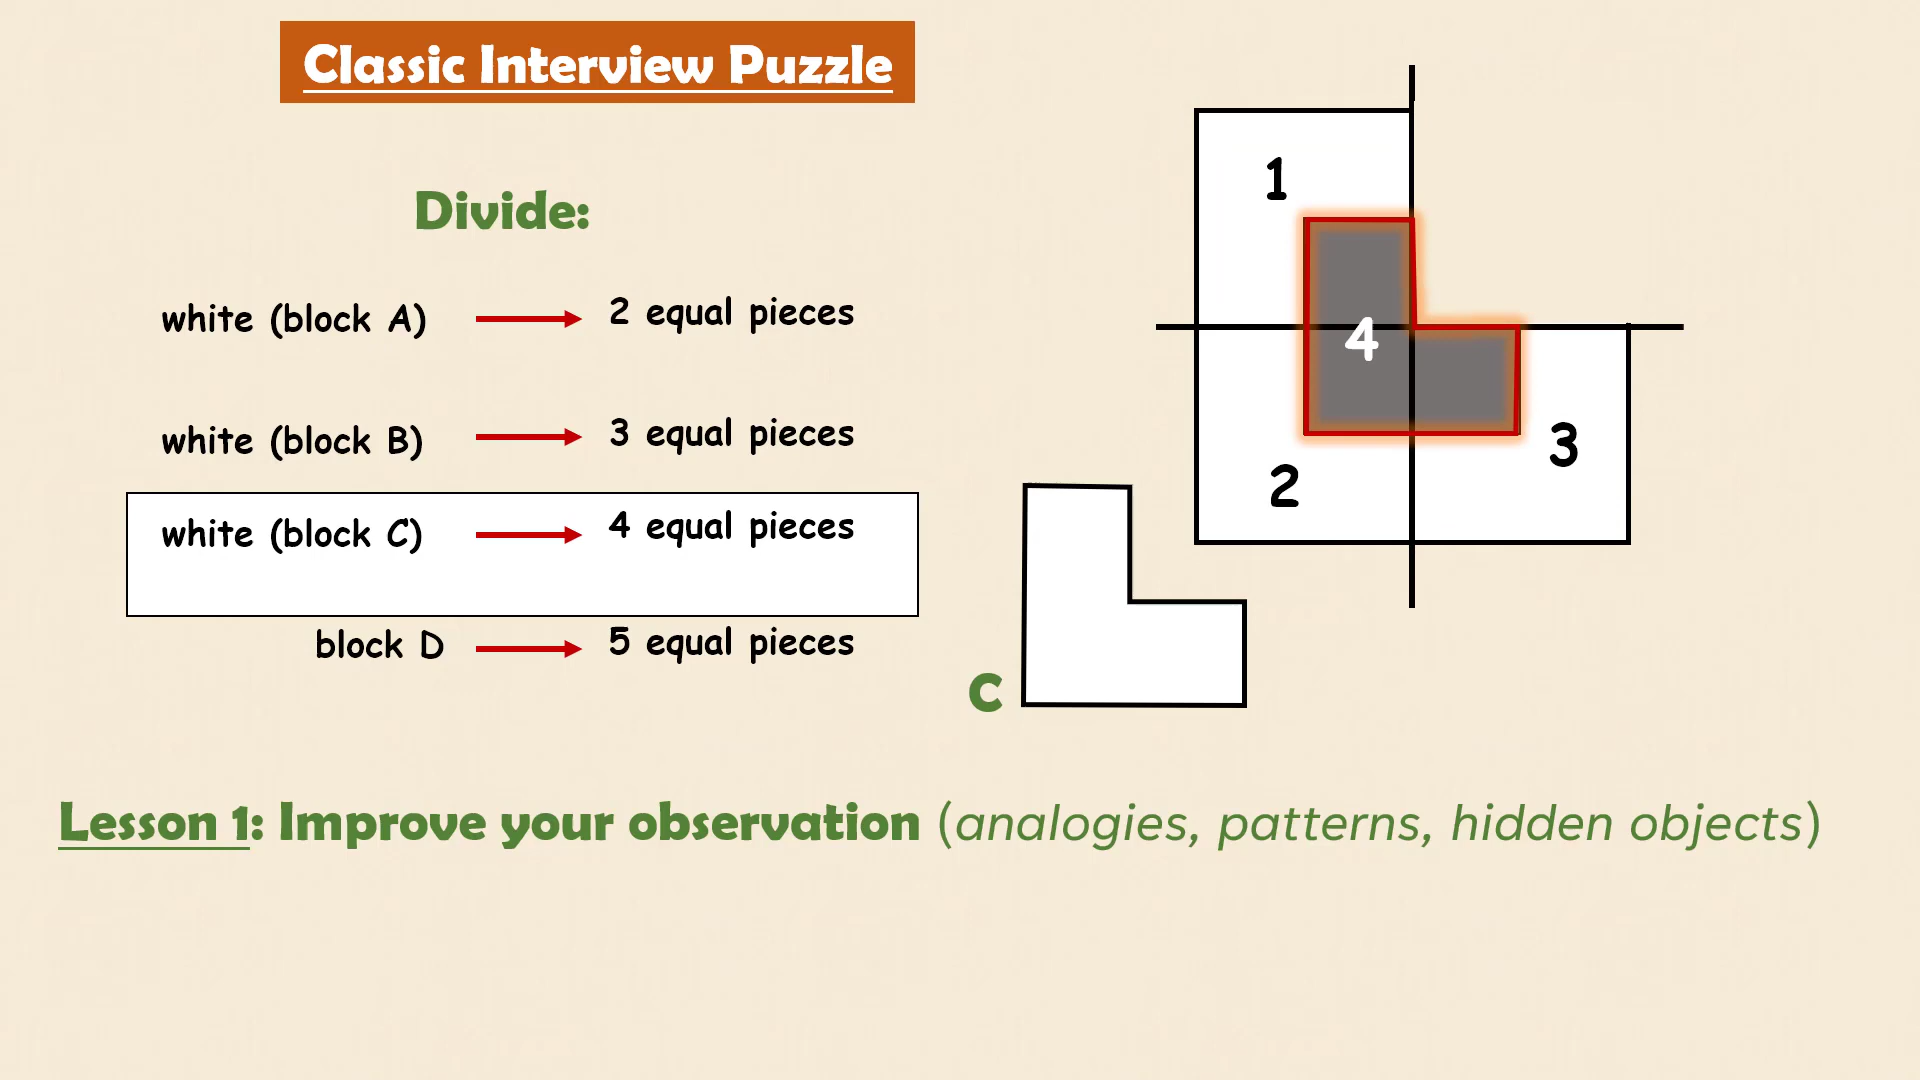 Classic Interview Puzzle
Divide:
white (block A) 2 equal pieces
white (block B) 3 equal pieces
white (block C) 4 equal pieces
block D 5 equal pieces
1
4
2
3
C
Lesson 1: Improve your observation (analogies, patterns, hidden objects)